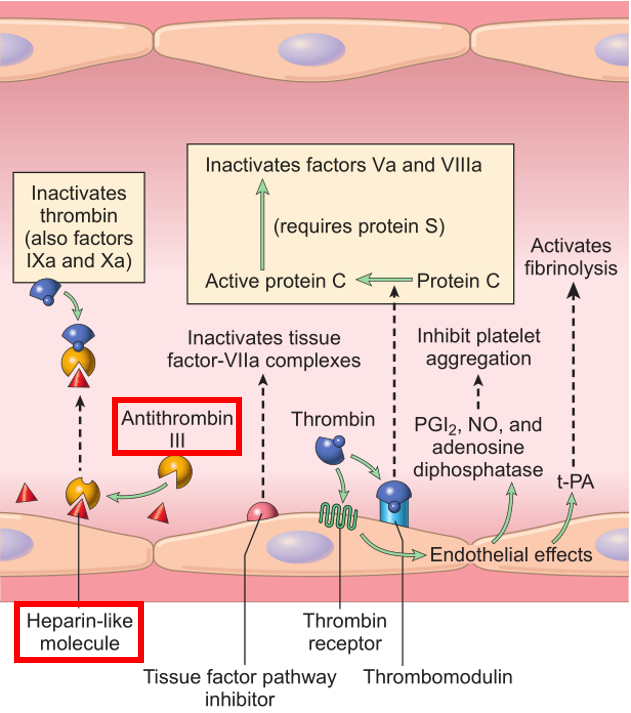 Inactivates factors Va and VIIIa
(requires protein S)
Active protein C
Protein C
Inactivates
thrombin
(also factors
IXa and Xa)
Activates
fibrinolysis
Inactivates tissue
factor-VIIa complexes
Inhibit platelet
aggregation
Antithrombin
III
Thrombin
PGI₂, NO, and
adenosine
diphosphatase
t-PA
Endothelial effects
Heparin-like
molecule
Thrombin
receptor
Tissue factor pathway
inhibitor
Thrombomodulin